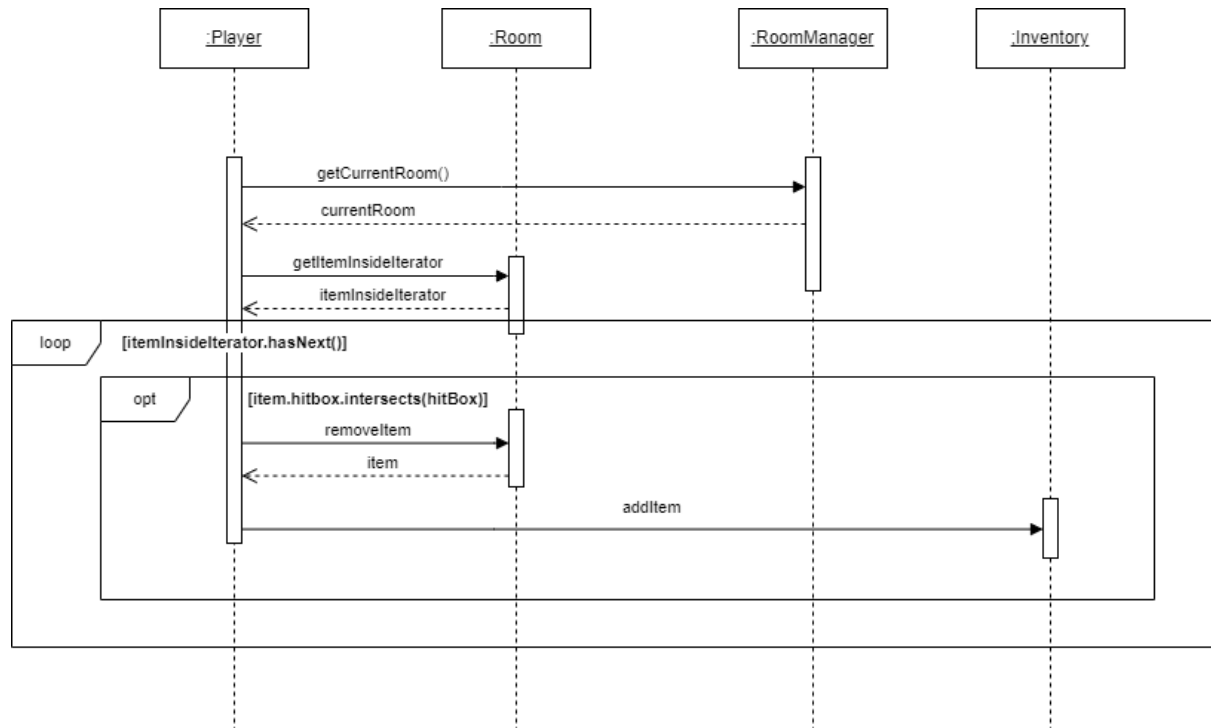 :Player
:Room
:RoomManager
:Inventory
getCurrentRoom()
currentRoom
getItemInsideIterator
itemInsideIterator
loop
[itemInsideIterator.hasNext()]
opt
[item.hitbox.intersects(hitBox)]
removeItem
item
addItem